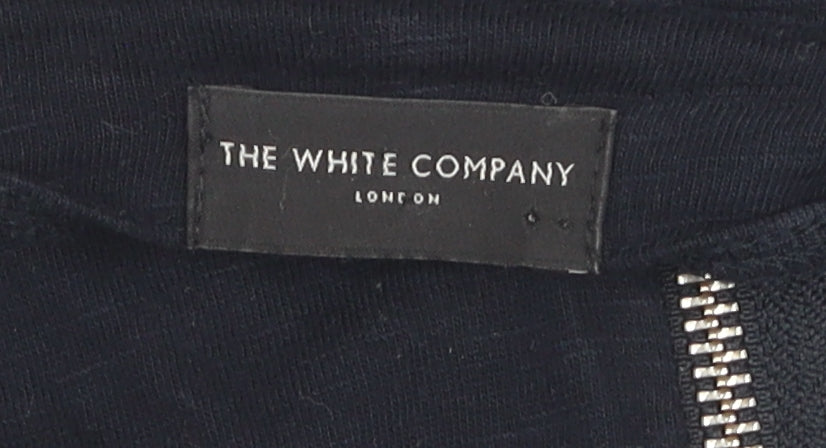 THE WHITE COMPANY
LONDON